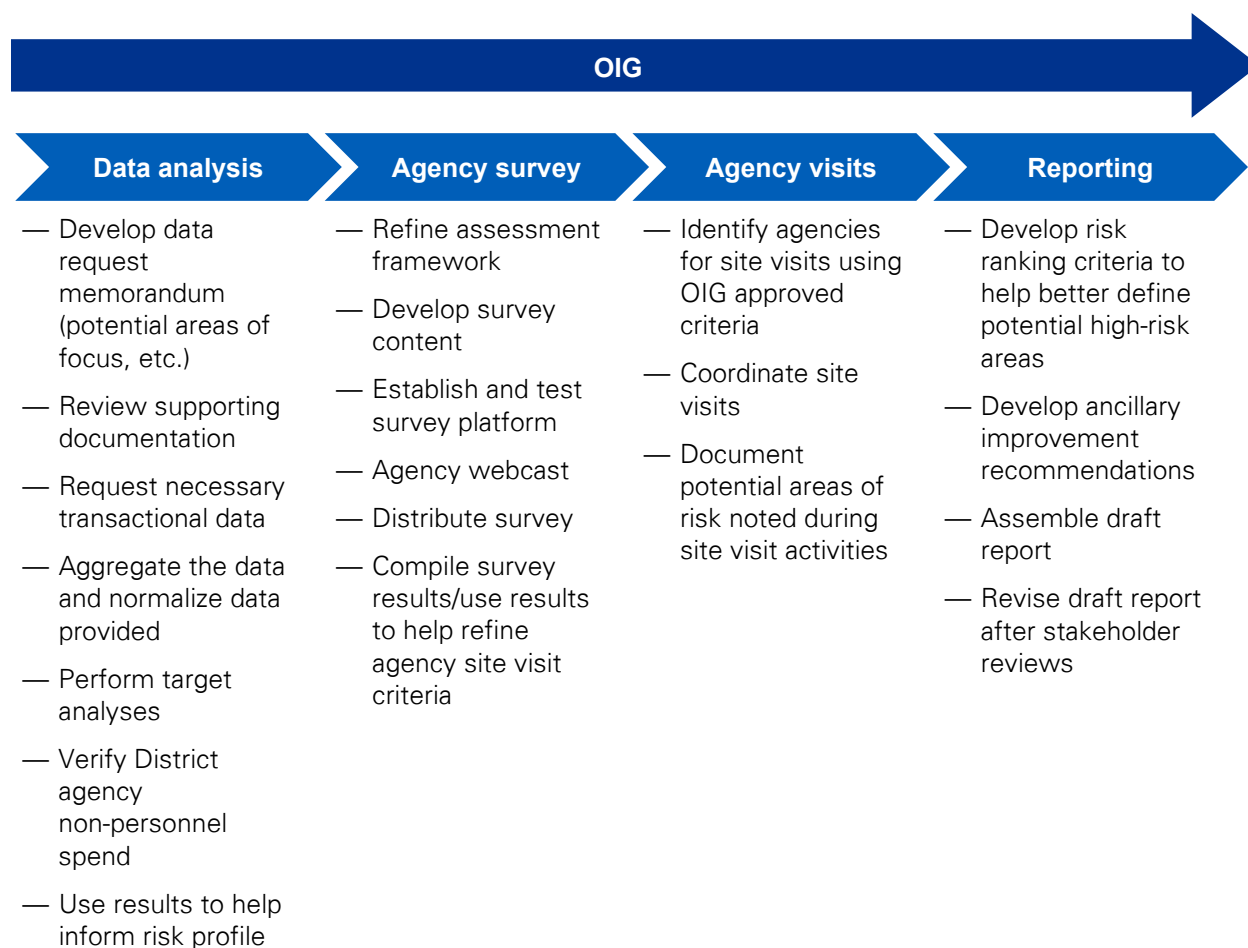 OIG
Data analysis
— Develop data
request
memorandum
(potential areas of
focus, etc.)
— Review supporting
documentation
— Request necessary
transactional data
— Aggregate the data
and normalize data
provided
— Perform target
analyses
— Verify District
agency
non-personnel
spend
— Use results to help
inform risk profile
Agency survey
— Refine assessment
framework
— Develop survey
content
— Establish and test
survey platform
— Agency webcast
— Distribute survey
— Compile survey
results/use results
to help refine
agency site visit
criteria
Agency visits
— Identify agencies
for site visits using
OIG approved
criteria
— Coordinate site
visits
— Document
potential areas of
risk noted during
site visit activities
Reporting
— Develop risk
ranking criteria to
help better define
potential high-risk
areas
— Develop ancillary
improvement
recommendations
— Assemble draft
report
— Revise draft report
after stakeholder
reviews